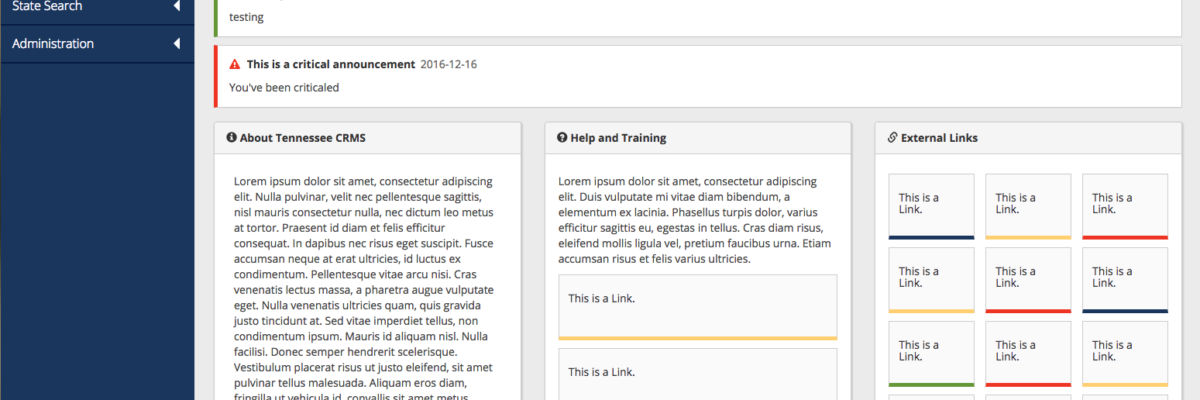 State Search
Administration
testing
This is a critical announcement 2016-12-16
You've been criticaled
About Tennessee CRMS
Lorem ipsum dolor sit amet, consectetur adipiscing
elit. Nulla pulvinar, velit nec pellentesque sagittis,
nisl mauris consectetur nulla, nec dictum leo metus
at tortor. Praesent id diam et felis efficitur
consequat. In dapibus nec risus eget suscipit. Fusce
accumsan neque at erat ultricies, id luctus ex
condimentum. Pellentesque vitae arcu nisi. Cras
venenatis lectus massa, a pharetra augue vulputate
eget. Nulla venenatis ultricies quam, quis gravida
justo tincidunt at. Sed vitae imperdiet tellus, non
condimentum ipsum. Mauris id aliquam nisl. Nulla
facilisi. Donec semper hendrerit scelerisque.
Vestibulum placerat risus ut justo eleifend, sit amet
pulvinar tellus malesuada. Aliquam eros diam,
fringilla ut vehicula id, convallis sit amet metus.
Help and Training
Lorem ipsum dolor sit amet, consectetur adipiscing
elit. Duis vulputate mi vitae diam bibendum, a
elementum ex lacinia. Phasellus turpis dolor, varius
efficitur sagittis eu, egestas in tellus. Cras diam risus,
eleifend mollis ligula vel, pretium faucibus urna. Etiam
accumsan risus et felis varius ultricies.
This is a Link.
This is a Link.
External Links
This is a
Link.
This is a
Link.
This is a
Link.
This is a
Link.
This is a
Link.
This is a
Link.
This is a
Link.
This is a
Link.
This is a
Link.